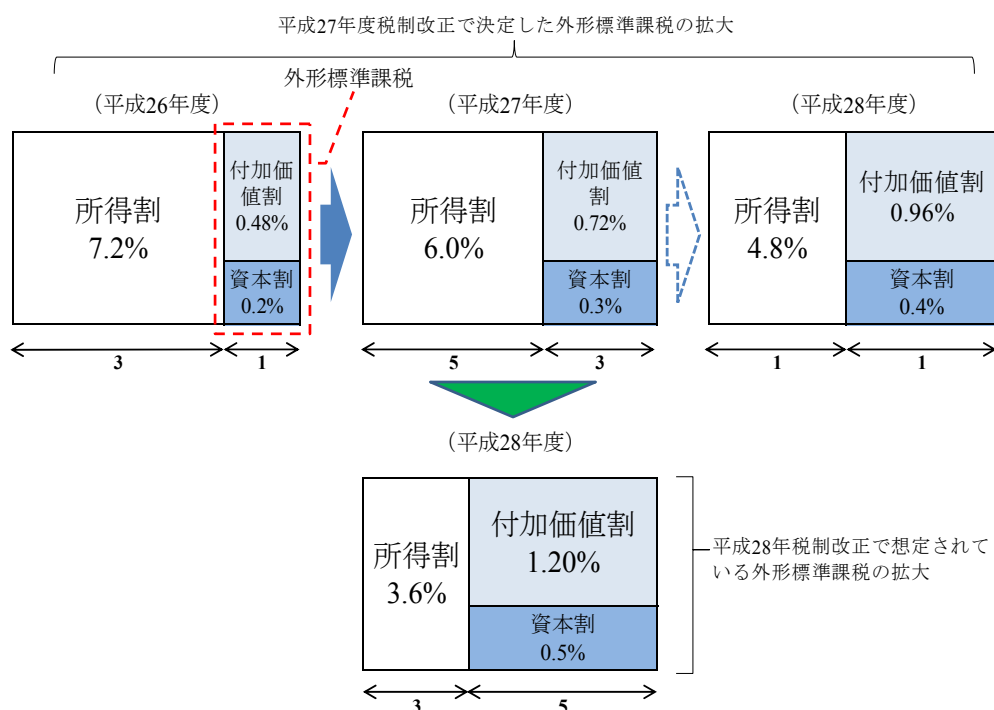 平成27年度税制改正で決定した外形標準課税の拡大
外形標準課税
（平成26年度）
（平成27年度）
（平成28年度）
所得割
7.2%
付加価
値割
0.48%
資本割
0.2%
所得割
6.0%
付加価値
割
0.72%
資本割
0.3%
所得割
4.8%
付加価値割
0.96%
資本割
0.4%
3
1
5
3
1
1
（平成28年度）
所得割
3.6%
付加価値割
1.20%
資本割
0.5%
平成28年税制改正で想定されて
いる外形標準課税の拡大
3
5